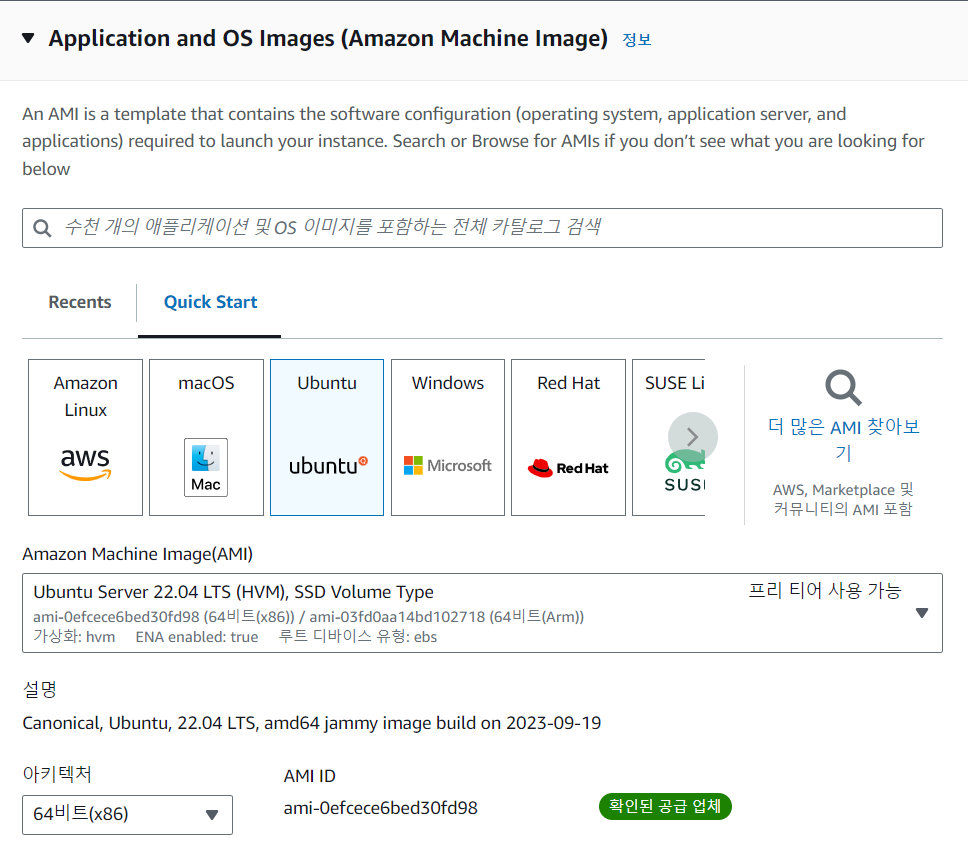 Application and OS Images (Amazon Machine Image) 정보
An AMI is a template that contains the software configuration (operating system, application server, and
applications) required to launch your instance. Search or Browse for AMIs if you don’t see what you are looking for
below
수천 개의 애플리케이션 및 OS 이미지를 포함하는 전체 카탈로그 검색
Recents
Quick Start
Amazon
Linux
aws
macOS
Mac
Ubuntu
ubuntu
Windows
Microsoft
Red Hat
Red Hat
SUSE Li
SUS
더 많은 AMI 찾아보
기
AWS, Marketplace 및
커뮤니티의 AMI 포함
Amazon Machine Image(AMI)
Ubuntu Server 22.04 LTS (HVM), SSD Volume Type
프리 티어 사용 가능
ami-0efcece6bed30fd98 (64비트(x86)) / ami-03fd0aa14bd102718 (64비트(Arm))
가상화: hvm ENA enabled: true 루트 디바이스 유형: ebs
설명
Canonical, Ubuntu, 22.04 LTS, amd64 jammy image build on 2023-09-19
아키텍처
64비트(x86)
AMI ID
ami-0efcece6bed30fd98
확인된 공급 업체